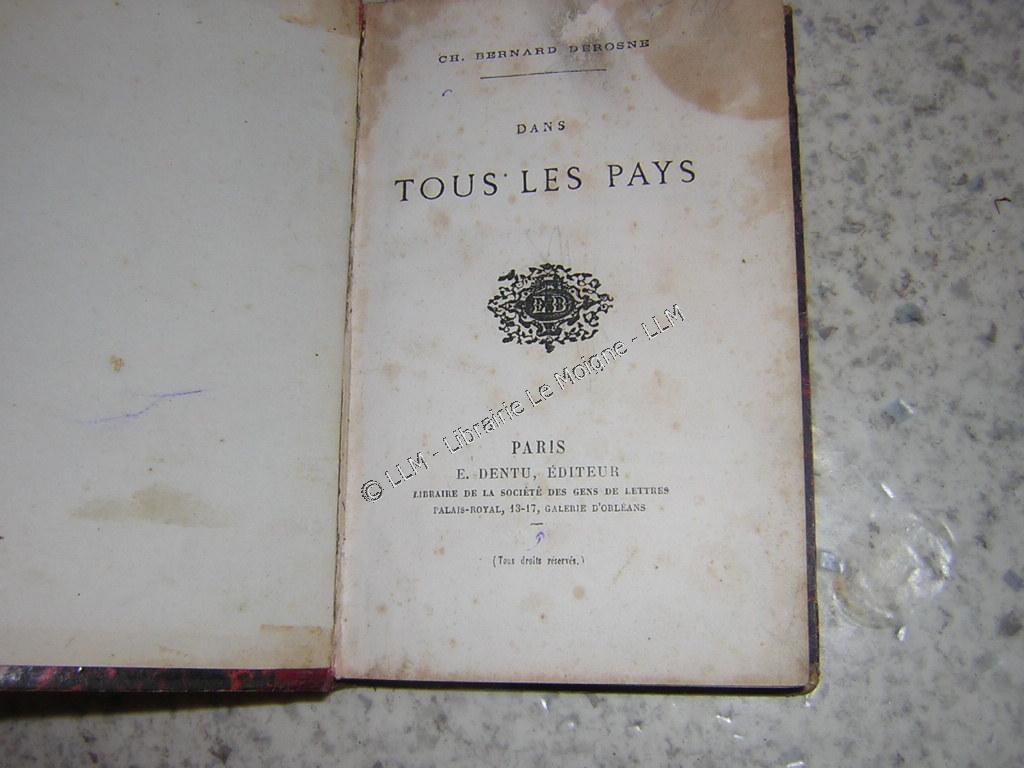 CH. BERNARD DEROSNE
DANS
TOUS LES PAYS
PARIS
E. DENTU, ÉDITEUR
LIBRAIRE DE LA SOCIÉTÉ DES GENS DE LETTRES
PALAIS-ROYAL, 13-17, GALERIE D'ORLÉANS
(Tous droits réservés.)
© LLM - Librairie Le Moigne - LLM